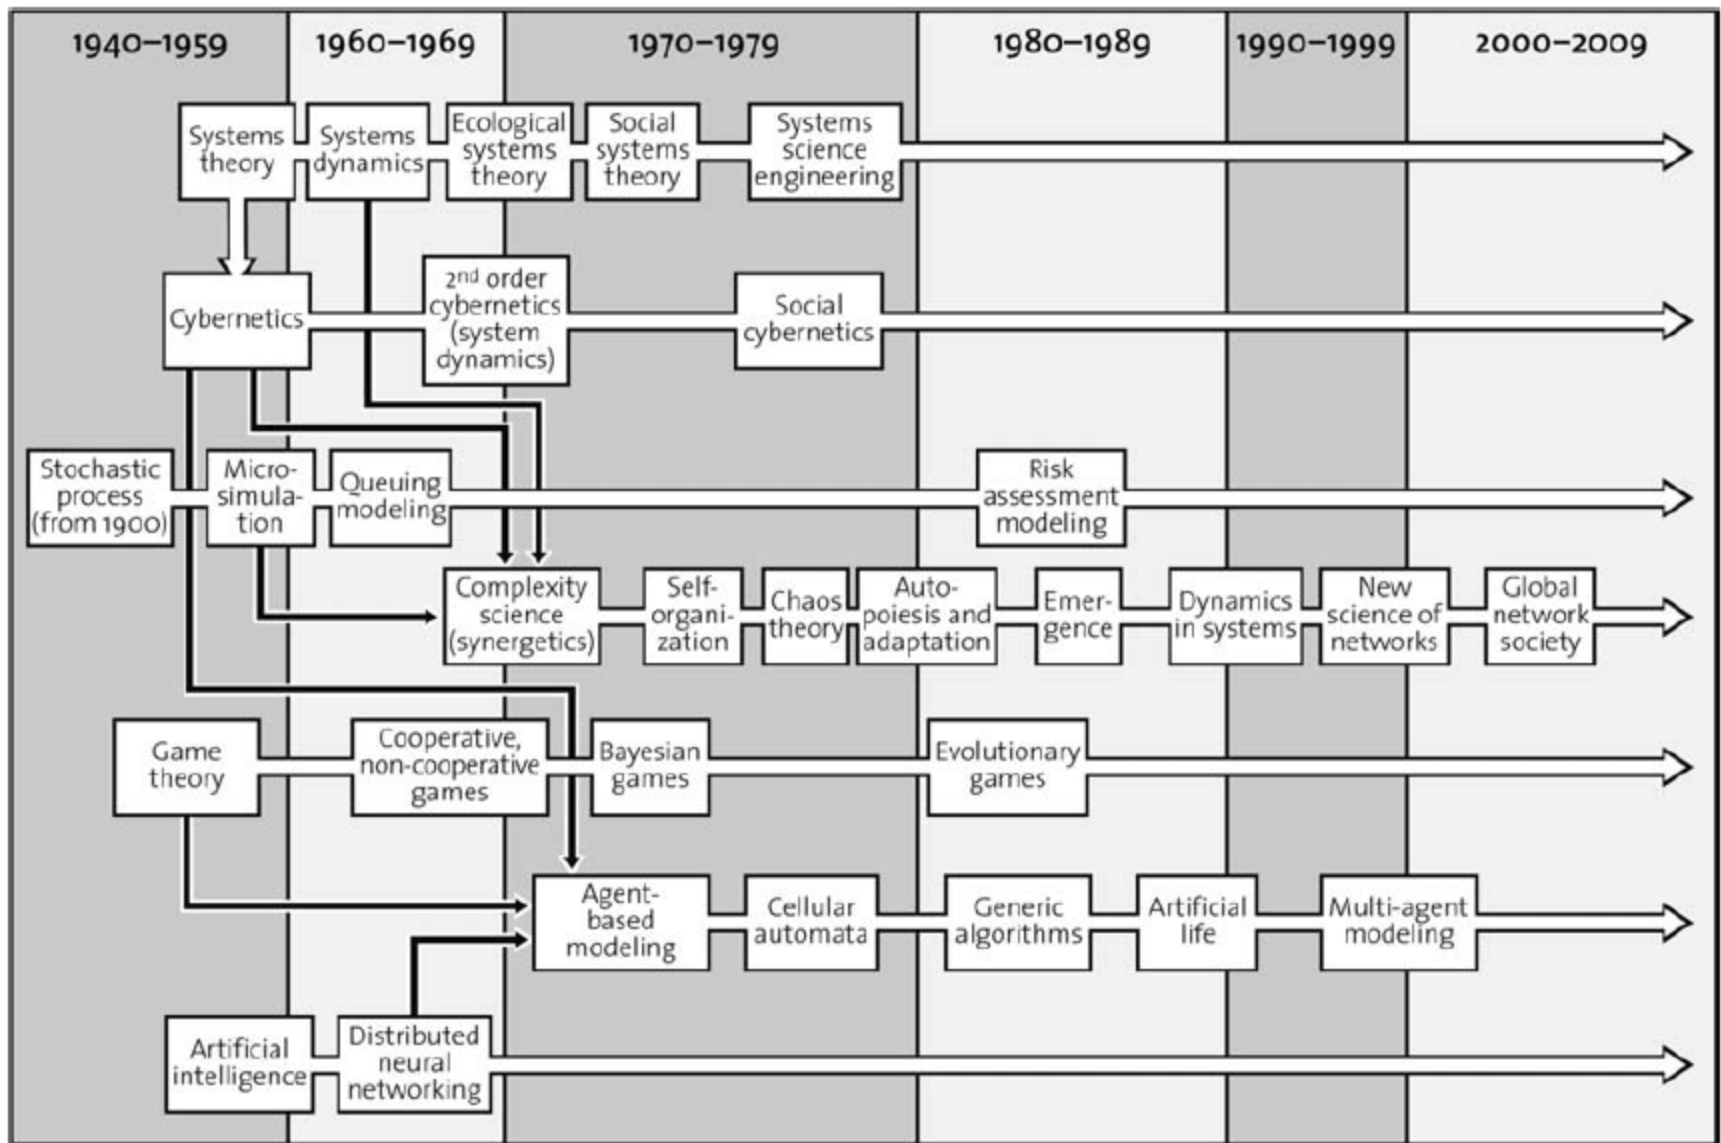 1940–1959
1960–1969
1970–1979
1980–1989
1990–1999
2000–2009
Systems
theory
Systems
dynamics
Ecological
systems
theory
Social
systems
theory
Systems
science
engineering
Cybernetics
2nd order
cybernetics
(system
dynamics)
Social
cybernetics
Stochastic
process
(from 1900)
Micro-
simula-
tion
Queuing
modeling
Risk
assessment
modeling
Complexity
science
(synergetics)
Self-
organi-
zation
Chaos
theory
Auto-
poiesis and
adaptation
Emer-
gence
Dynamics
in systems
New
science of
networks
Global
network
society
Game
theory
Cooperative,
non-cooperative
games
Bayesian
games
Evolutionary
games
Agent-
based
modeling
Cellular
automata
Generic
algorithms
Artificial
life
Multi-agent
modeling
Artificial
intelligence
Distributed
neural
networking